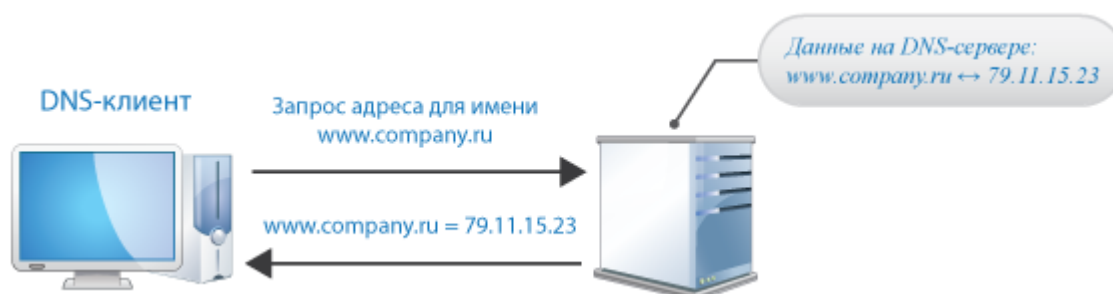 Данные на DNS-сервере:
www.company.ru ↔ 79.11.15.23
DNS-клиент
Запрос адреса для имени
www.company.ru
www.company.ru = 79.11.15.23